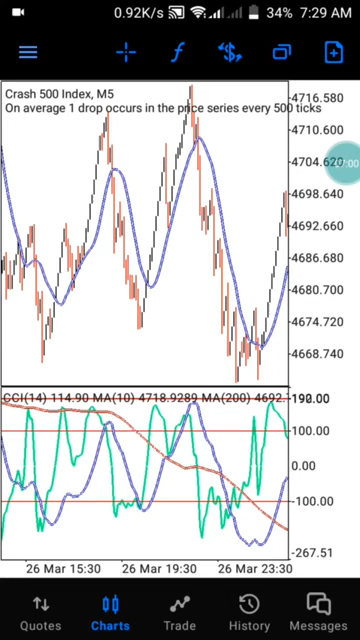 0.92K/s 34% 7:29 AM
Crash 500 Index, M5
On average 1 drop occurs in the price series every 500 ticks
4716.580
4710.600
4704.620
:00
4698.640
4692.660
4686.680
4680.700
4674.720
4668.740
CCI(14) 114.90 MA(10) 4718.9289 MA(200) 4692.
100.00
0.00
-100.00
-267.51
26 Mar 15:30 26 Mar 19:30 26 Mar 23:30
Quotes Charts Trade History Messages